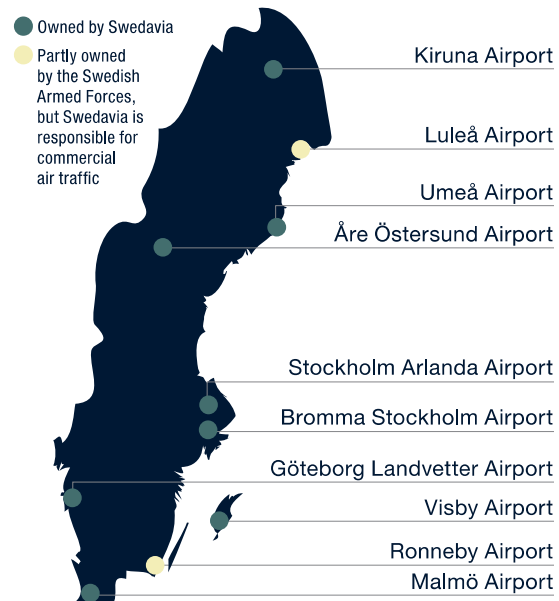 Owned by Swedavia
Partly owned
by the Swedish
Armed Forces,
but Swedavia is
responsible for
commercial
air traffic
Kiruna Airport
Luleå Airport
Umeå Airport
Åre Östersund Airport
Stockholm Arlanda Airport
Bromma Stockholm Airport
Göteborg Landvetter Airport
Visby Airport
Ronneby Airport
Malmö Airport